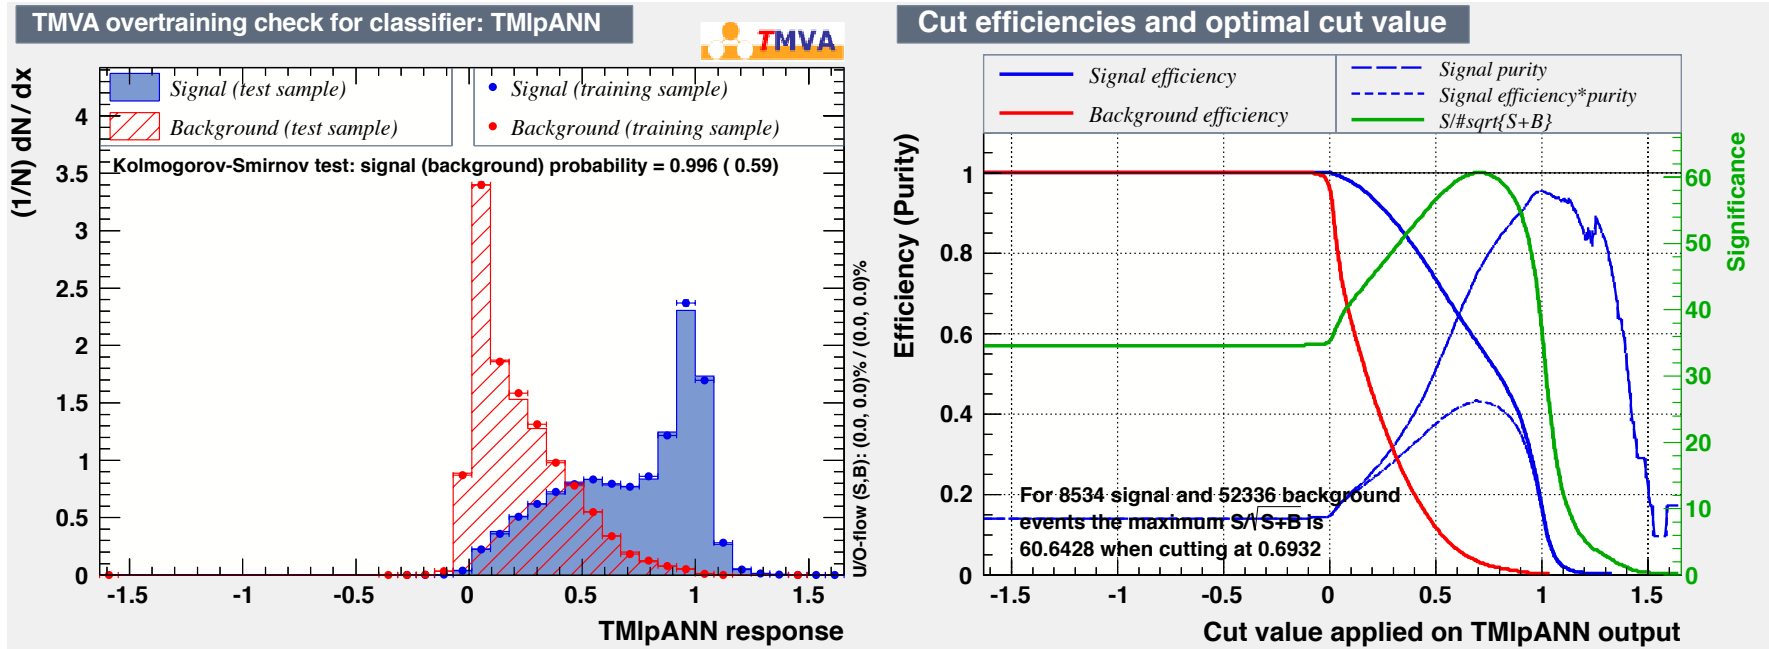 TMVA overtraining check for classifier: TMlpANN
TMVA
Signal (test sample)
Background (test sample)
Signal (training sample)
Background (training sample)
Kolmogorov-Smirnov test: signal (background) probability = 0.996 ( 0.59)
(1/N) dN / dx
4
3.5
3
2.5
2
1.5
1
0.5
0
-1.5
-1
-0.5
0
0.5
1
1.5
TMlpANN response
U/O-flow (S,B): (0.0, 0.0)% / (0.0, 0.0)%
Cut efficiencies and optimal cut value
Signal efficiency
Background efficiency
Signal purity
Signal efficiency*purity
S/#sqrt{S+B}
Efficiency (Purity)
1
0.8
0.6
0.4
0.2
0
For 8534 signal and 52336 background
events the maximum S/√S+B is
60.6428 when cutting at 0.6932
-1.5
-1
-0.5
0
0.5
1
1.5
Cut value applied on TMlpANN output
60
50
40
30
20
10
0
Significance